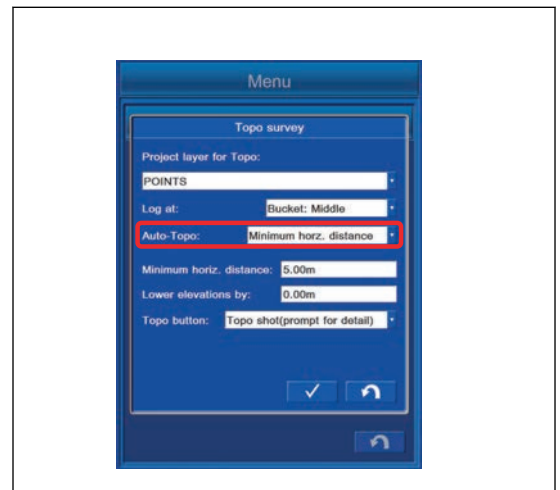 Menu
Topo survey
Project layer for Topo:
POINTS
Log at: Bucket: Middle
Auto-Topo: Minimum horz. distance
Minimum horiz. distance: 5.00m
Lower elevations by: 0.00m
Topo button: Topo shot(prompt for detail)